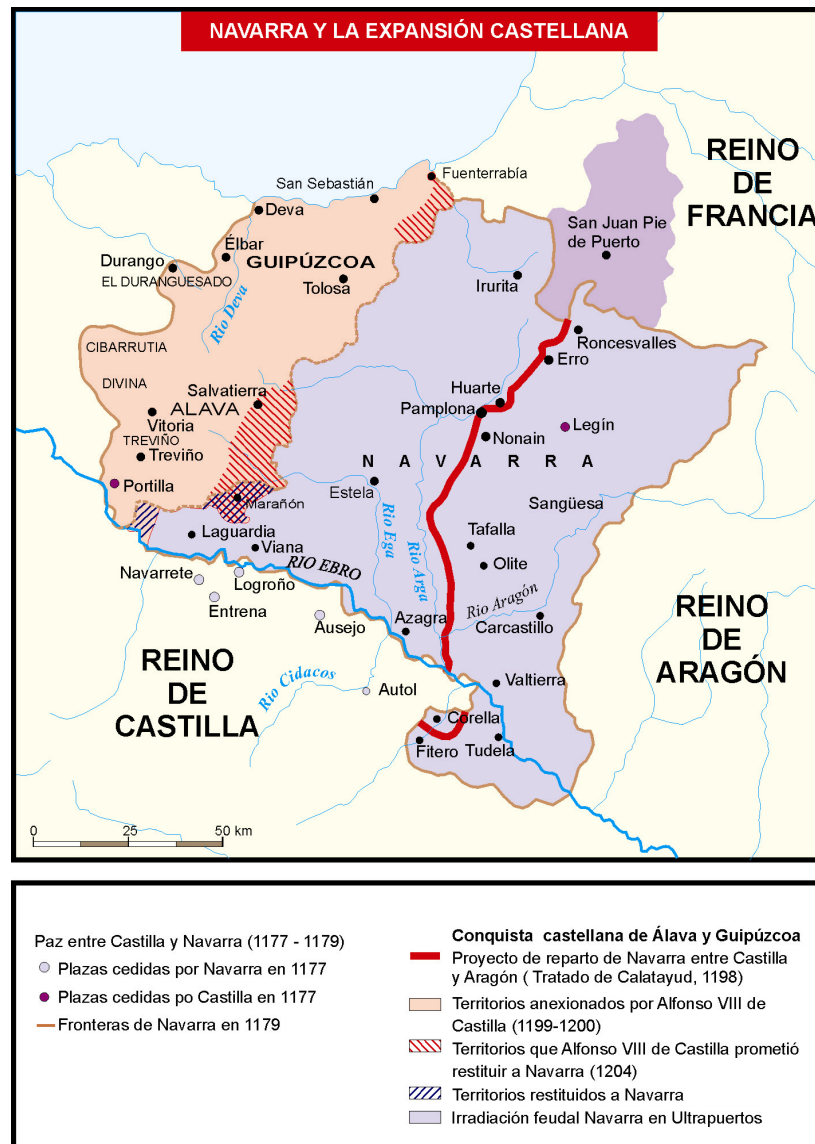 NAVARRA Y LA EXPANSIÓN CASTELLANA
REINO
DE
FRANCIA
Fuenterrabía
San Sebastián
Deva
San Juan Pie
de Puerto
Élbar
Durango
GUIPÚZCOA
EL DURANGUESADO
Tolosa
Irurita
Rio Deva
Roncesvalles
CIBARRUTIA
Erro
DIVINA
Salvatierra
Huarte
ALAVA
Pamplona
Vitoria
Legín
TREVIÑO
Nonain
Treviño
NAVARRA
Portilla
Estela
Marañón
Sangüesa
Rio Ega
Laguardia
Tafalla
Viana
RIO EBRO
Rio Arga
Olite
Navarrete
Logroño
Entrena
Rio Aragón
Ausejo
Azagra
Carcastillo
REINO
DE
ARAGÓN
REINO
DE
CASTILLA
Rio Cidacos
Autol
Valtierra
Corella
Fitero
Tudela
0 25 50 km
Paz entre Castilla y Navarra (1177 - 1179)
Plazas cedidas por Navarra en 1177
Plazas cedidas po Castilla en 1177
Fronteras de Navarra en 1179
Conquista castellana de Álava y Guipúzcoa
Proyecto de reparto de Navarra entre Castilla
y Aragón ( Tratado de Calatayud, 1198)
Territorios anexionados por Alfonso VIII de
Castilla (1199-1200)
Territorios que Alfonso VIII de Castilla prometió
restituir a Navarra (1204)
Territorios restituidos a Navarra
Irradiación feudal Navarra en Ultrapuertos